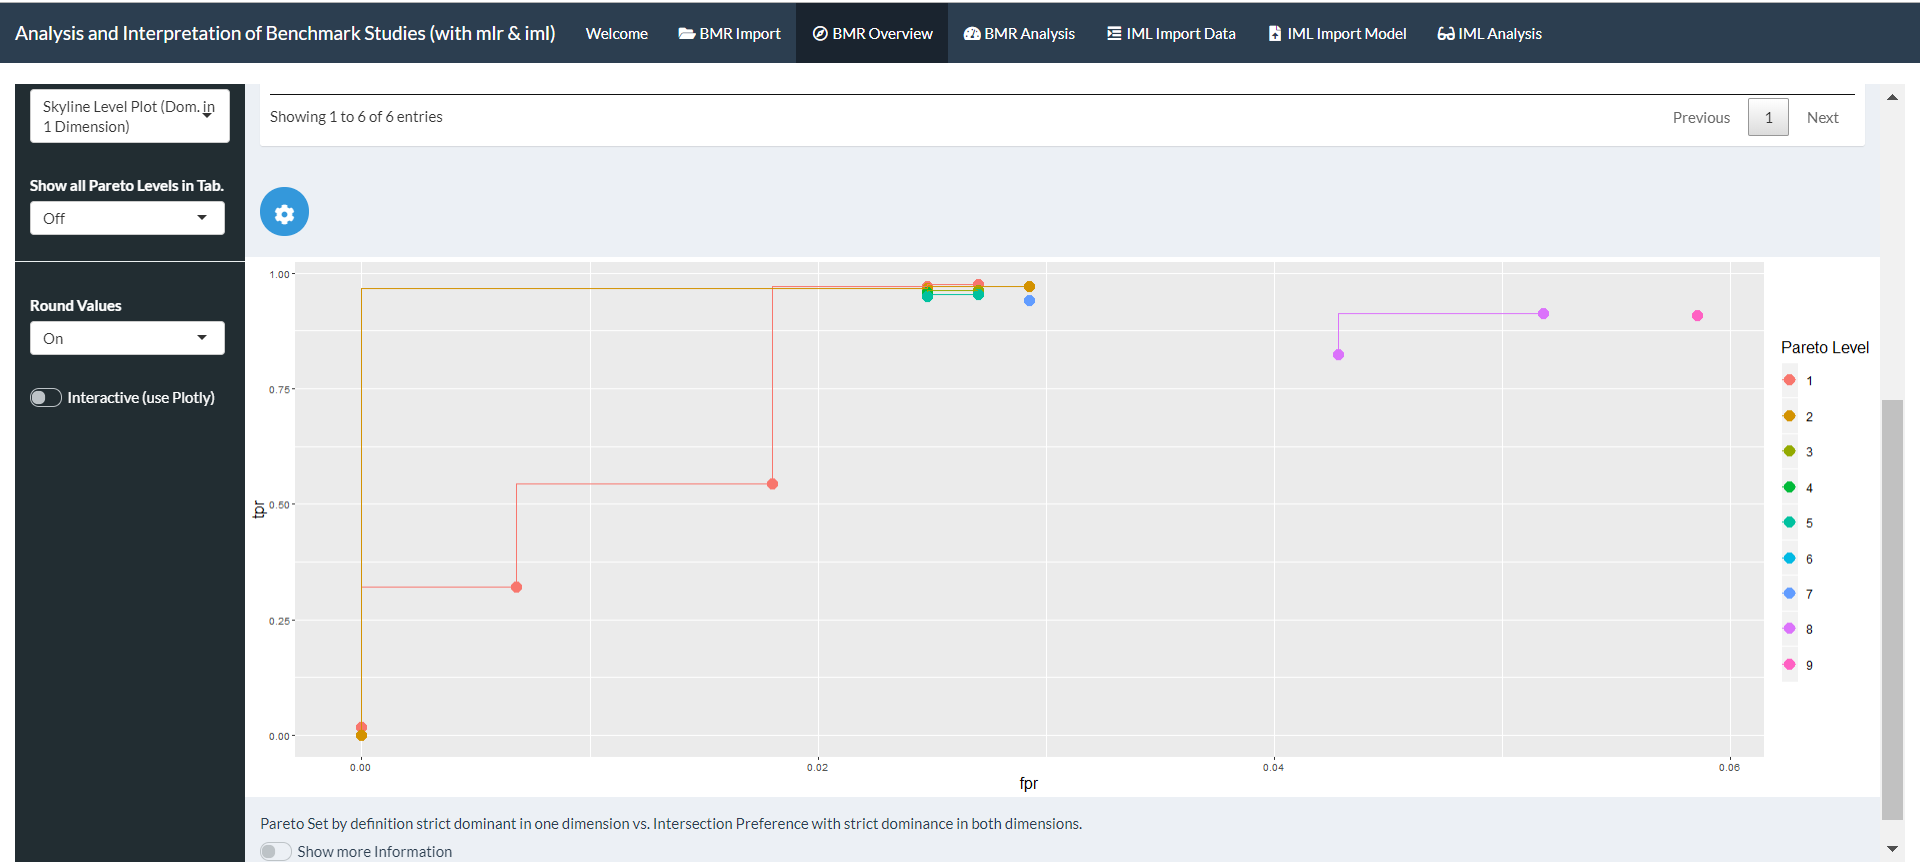 Analysis and Interpretation of Benchmark Studies (with mlr & iml)
Welcome
BMR Import
BMR Overview
BMR Analysis
IML Import Data
IML Import Model
IML Analysis
Skyline Level Plot (Dom. in
1 Dimension)
Show all Pareto Levels in Tab.
Off
Round Values
On
Interactive (use Plotly)
Showing 1 to 6 of 6 entries
Previous
1
Next
1.00
0.75
0.50
0.25
0.00
tpr
0.00
0.02
0.04
0.06
fpr
Pareto Level
1
2
3
4
5
6
7
8
9
Pareto Set by definition strict dominant in one dimension vs. Intersection Preference with strict dominance in both dimensions.
Show more Information